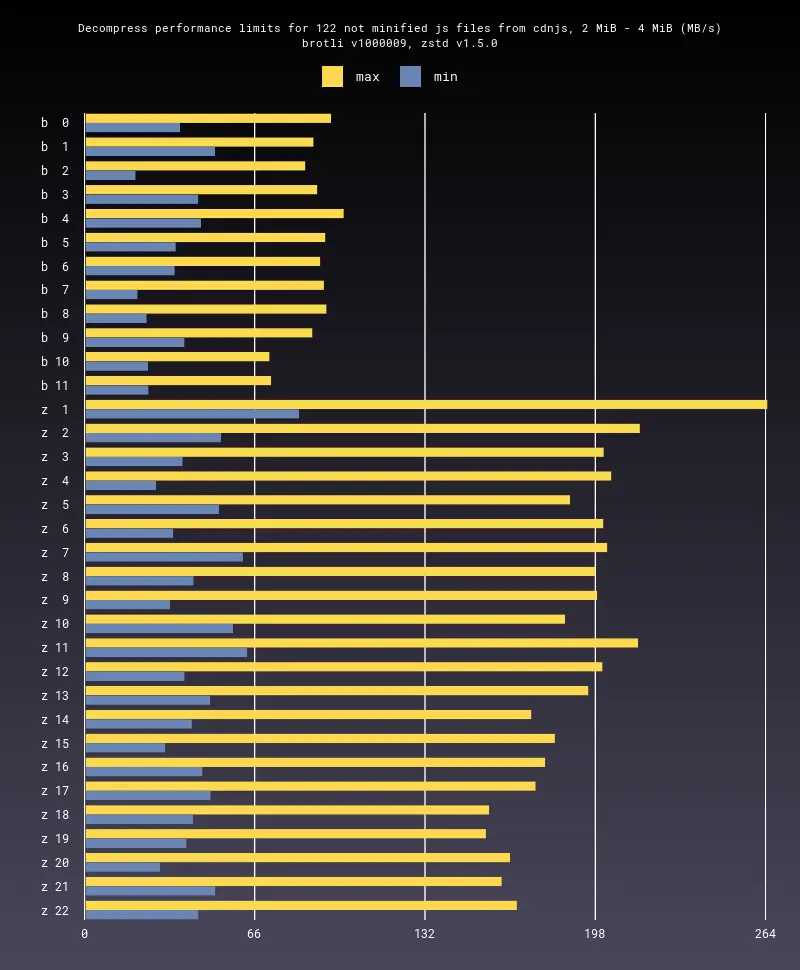 Decompress performance limits for 122 not minified js files from cdnjs, 2 MiB - 4 MiB (MB/s)
brotli v1000009, zstd v1.5.0
max min
b 0
b 1
b 2
b 3
b 4
b 5
b 6
b 7
b 8
b 9
b 10
b 11
z 1
z 2
z 3
z 4
z 5
z 6
z 7
z 8
z 9
z 10
z 11
z 12
z 13
z 14
z 15
z 16
z 17
z 18
z 19
z 20
z 21
z 22
0 66 132 198 264